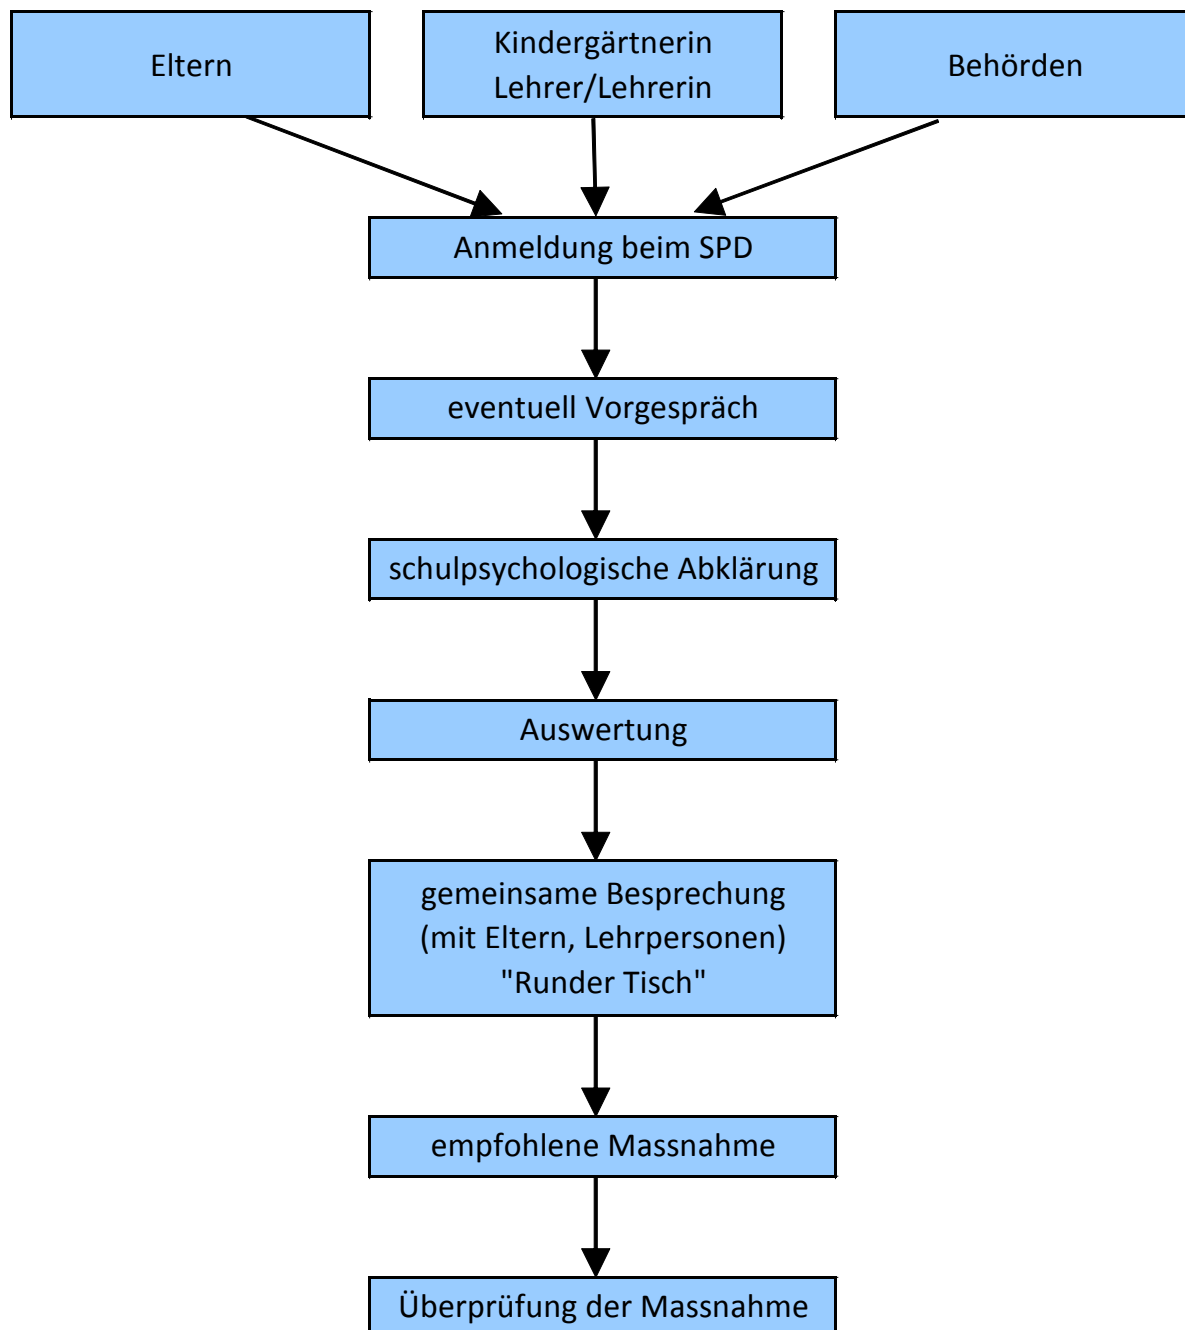 Eltern
Kindergärtnerin
Lehrer/Lehrerin
Behörden
Anmeldung beim SPD
eventuell Vorgespräch
schulpsychologische Abklärung
Auswertung
gemeinsame Besprechung
(mit Eltern, Lehrpersonen)
"Runder Tisch"
empfohlene Massnahme
Überprüfung der Massnahme